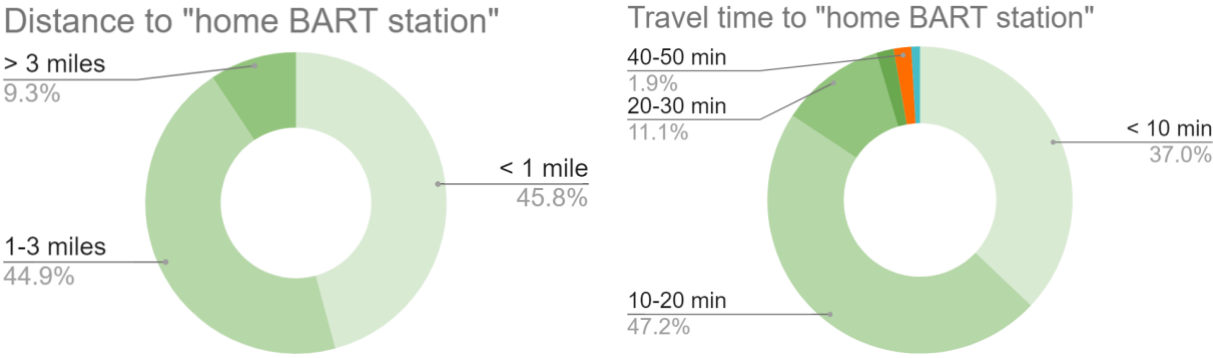 Distance to "home BART station"
> 3 miles
9.3%
< 1 mile
45.8%
1-3 miles
44.9%
Travel time to "home BART station"
40-50 min
1.9%
20-30 min
11.1%
< 10 min
37.0%
10-20 min
47.2%